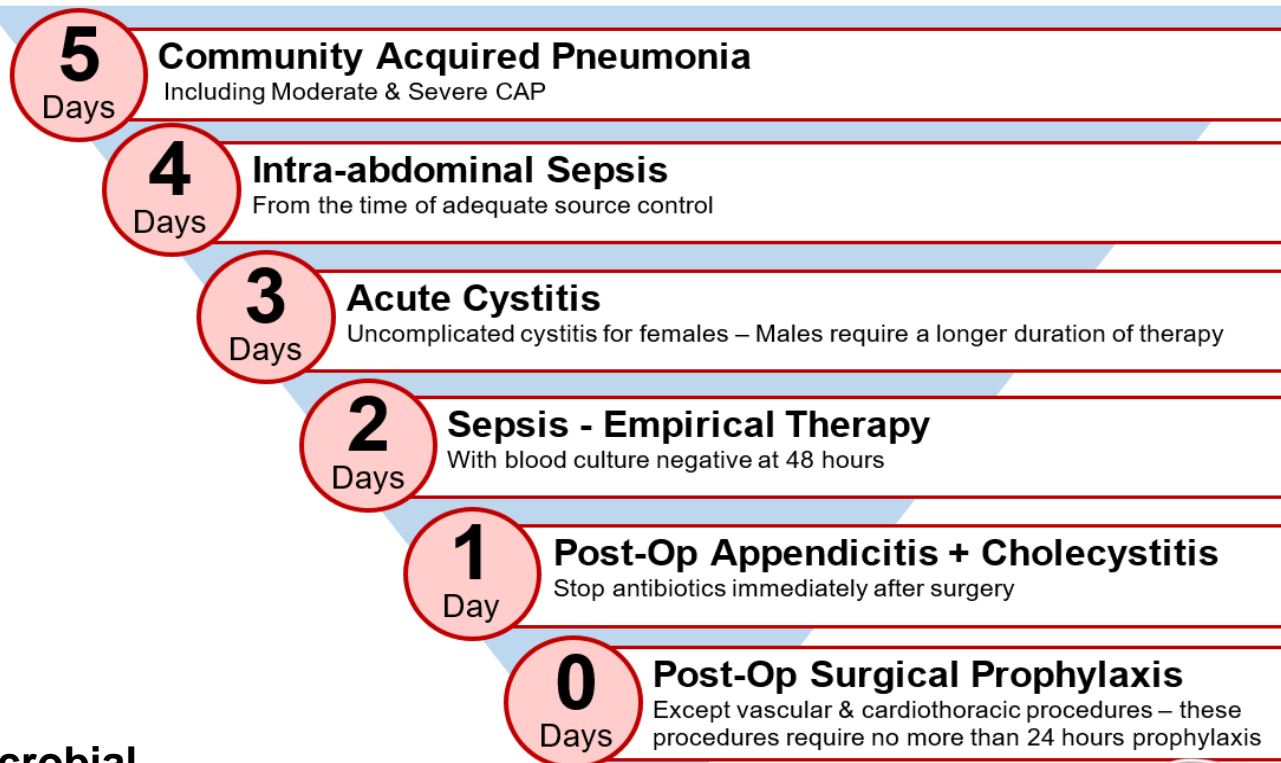 5
Days
Community Acquired Pneumonia
Including Moderate & Severe CAP
4
Days
Intra-abdominal Sepsis
From the time of adequate source control
3
Days
Acute Cystitis
Uncomplicated cystitis for females – Males require a longer duration of therapy
2
Days
Sepsis - Empirical Therapy
With blood culture negative at 48 hours
1
Day
Post-Op Appendicitis + Cholecystitis
Stop antibiotics immediately after surgery
0
Days
Post-Op Surgical Prophylaxis
Except vascular & cardiothoracic procedures – these
procedures require no more than 24 hours prophylaxis